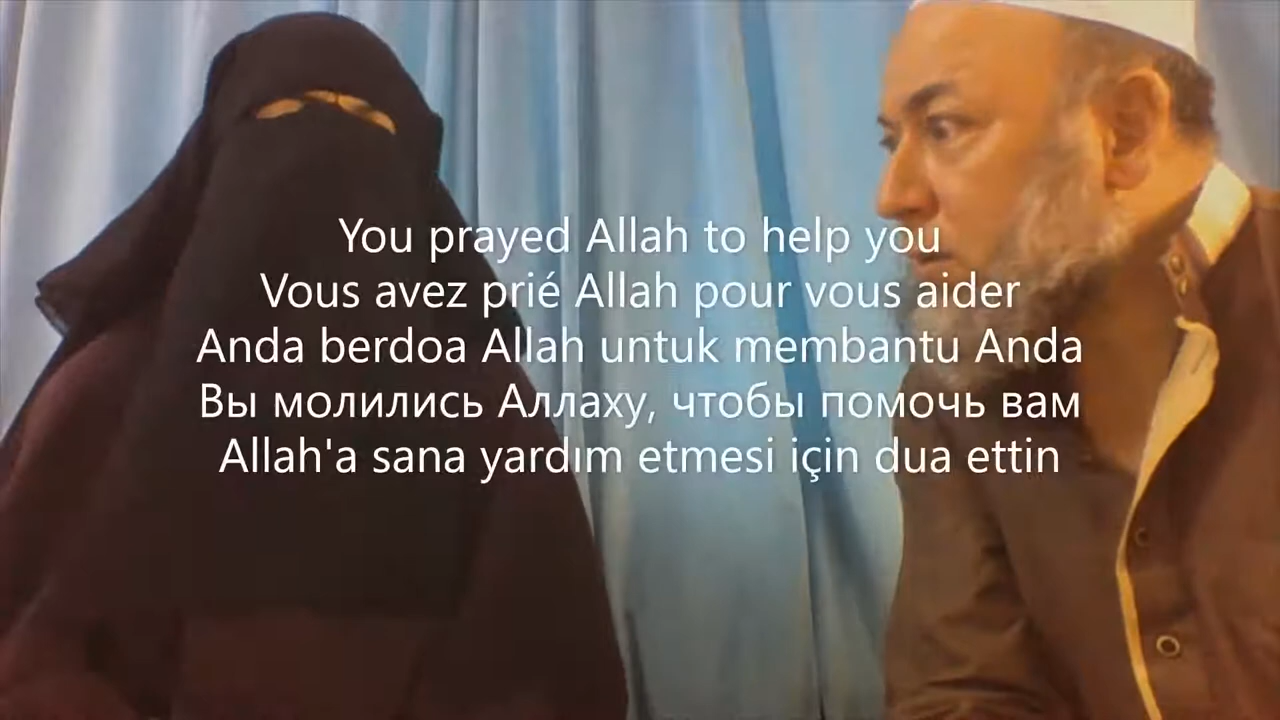 You prayed Allah to help you
Vous avez prié Allah pour vous aider
Anda berdoa Allah untuk membantu Anda
Вы молились Аллаху, чтобы помочь вам
Allah'a sana yardım etmesi için dua ettin